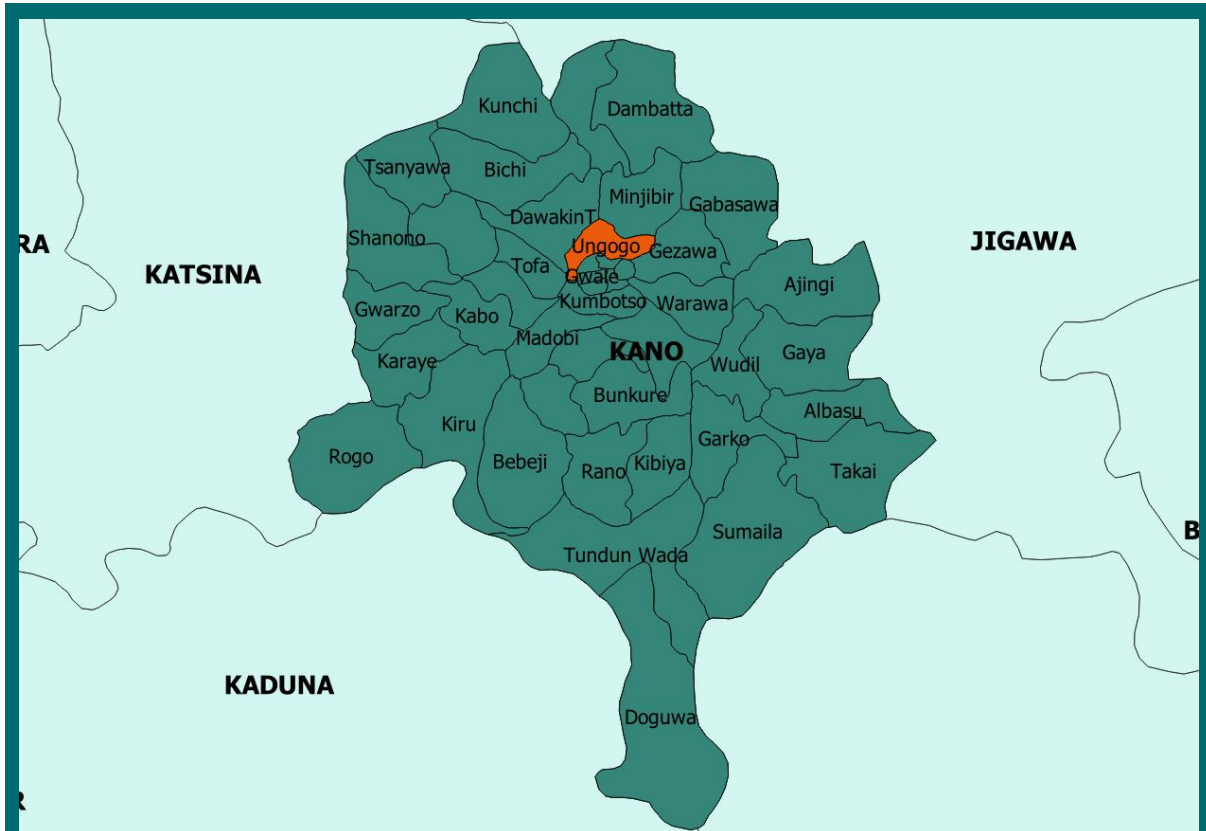 Kunchi
Dambatta
Tsanyawa
Bichi
Minjibir
Gabasawa
DawakinT
Shanono
Ungogo
Gezawa
RA
JIGAWA
KATSINA
Tofa
Gwale
Ajingi
Kumbotso
Warawa
Gwarzo
Kabo
Madobi
KANO
Gaya
Karaye
Wudil
Bunkure
Albasu
Kiru
Garko
Rogo
Bebeji
Rano
Kibiya
Takai
Sumaila
B
Tundun Wada
KADUNA
Doguwa
R